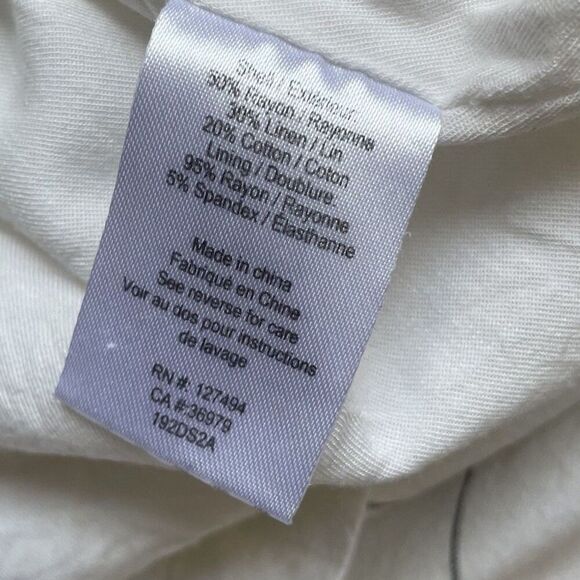 Shell / Extérieur
50% Rayon / Rayonne
30% Linen / Lin
20% Cotton / Coton
Lining / Doublure
95% Rayon / Rayonne
5% Spandex / Élasthanne
Made in china
Fabriqué en Chine
See reverse for care
Voir au dos pour instructions
de lavage
RN #: 127494
CA #:36979
192DS2A